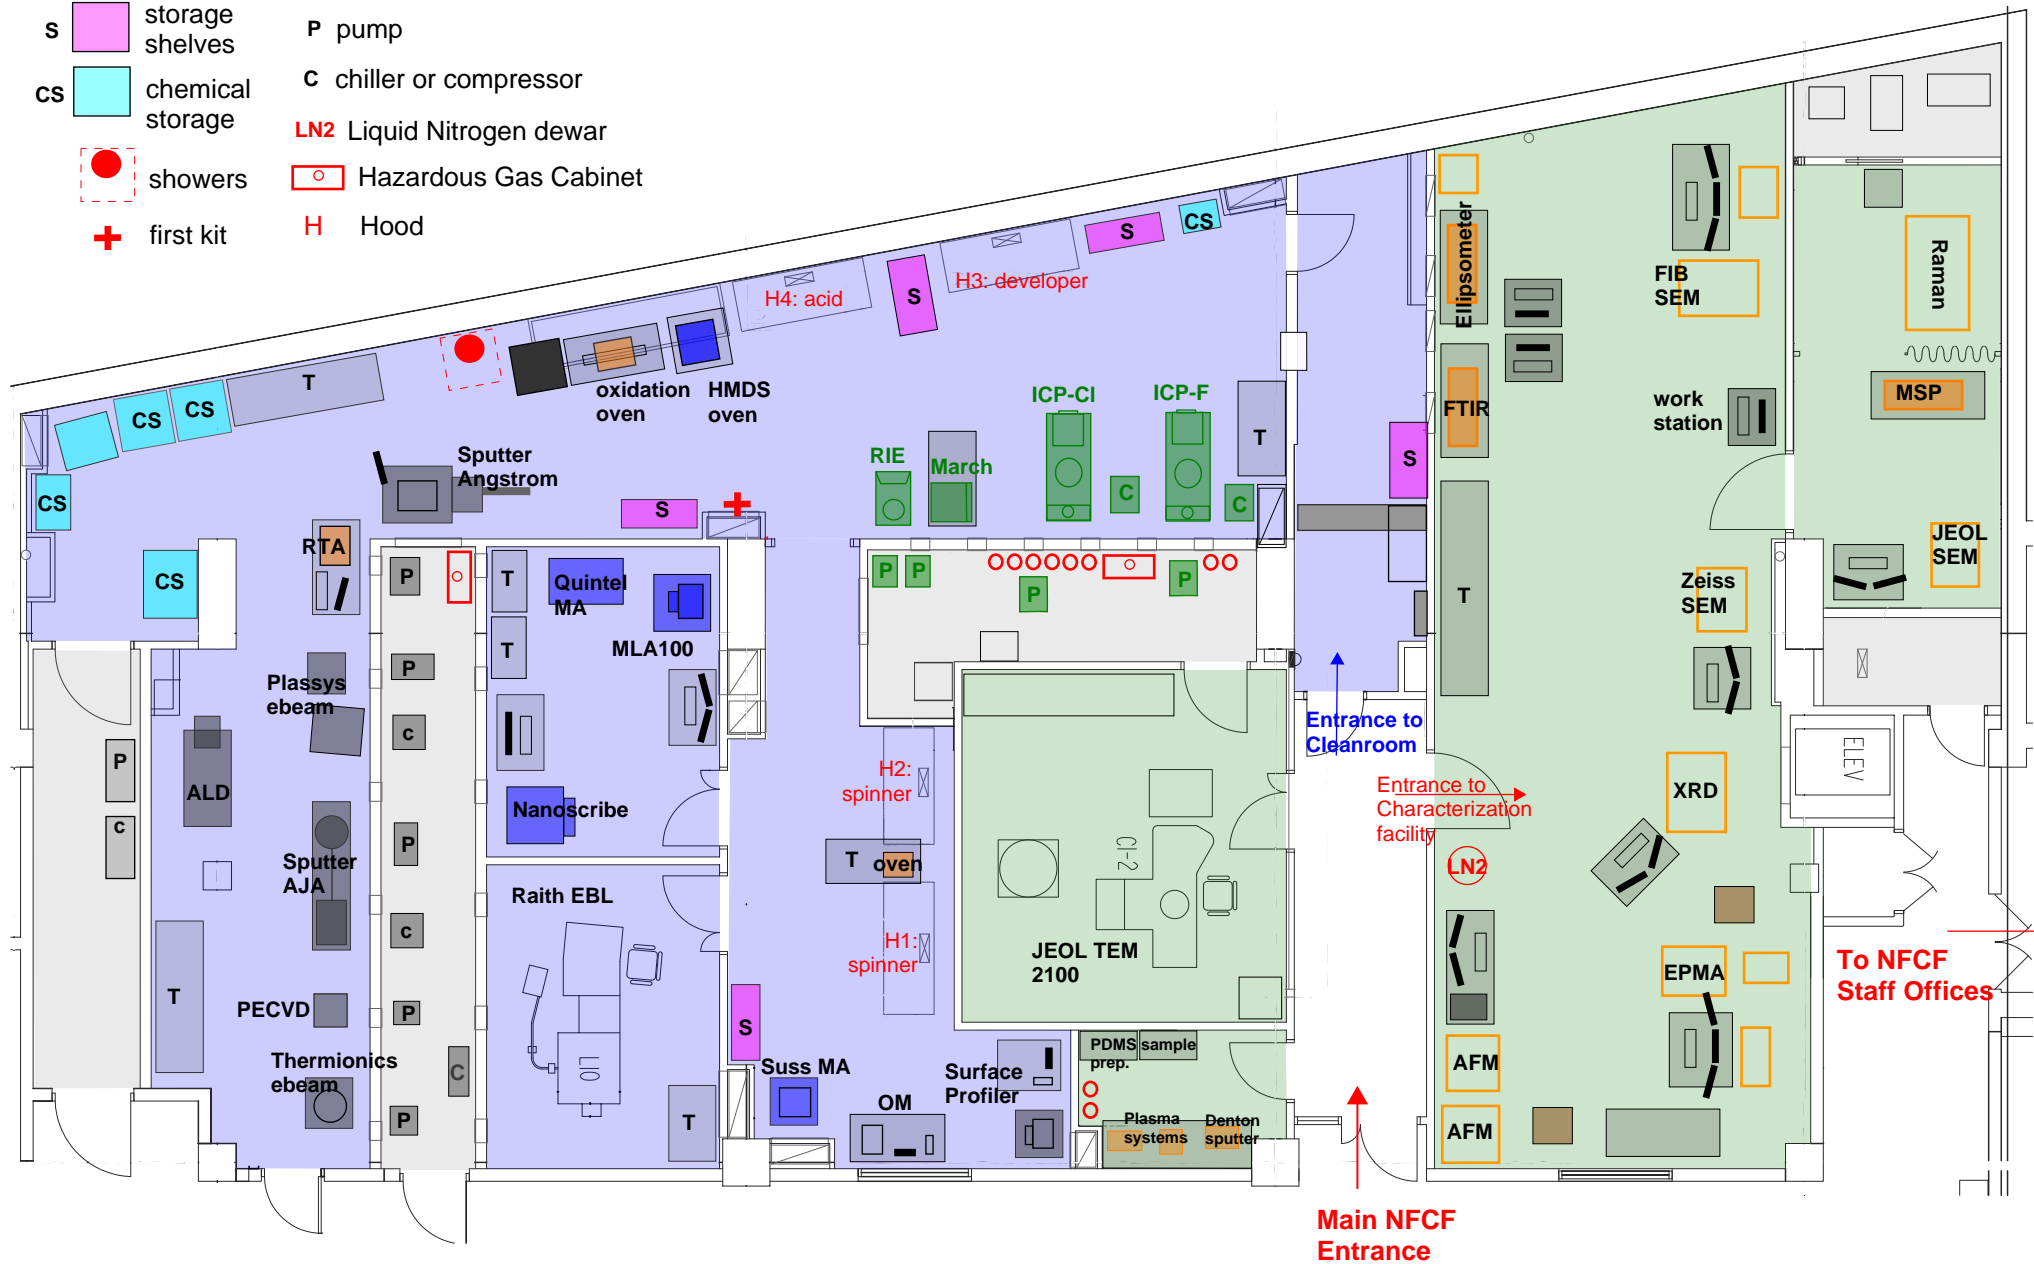 S
storage
shelves
P pump
CS
chemical
storage
C chiller or compressor
LN2 Liquid Nitrogen dewar
showers
Hazardous Gas Cabinet
first kit
H Hood
S
CS
H4: acid
S
H3: developer
T
CS
CS
oxidation
oven
HMDS
oven
ICP-Cl
ICP-F
T
CS
Sputter
Angstrom
RIE
March
S
C
C
S
RTA
CS
P
T
Quintel
MA
MLA100
T
P
P
P
P
P
c
Plassys
ebeam
P
c
ALD
Nanoscribe
H2:
spinner
P
T oven
Sputter
AJA
c
Raith EBL
H1:
spinner
CI-2
JEOL TEM
2100
T
PECVD
P
LIO
S
Thermionics
ebeam
C
P
T
Suss MA
OM
Surface
Profiler
PDMS
prep.
sample
Plasma
systems
Denton
sputter
Entrance to
Cleanroom
Entrance to
Characterization
facility
Ellipsometer
FIB
SEM
Raman
FTIR
work
station
MSP
T
Zeiss
SEM
JEOL
SEM
ELEV
XRD
LN2
EPMA
AFM
AFM
To NFCF
Staff Offices
Main NFCF
Entrance